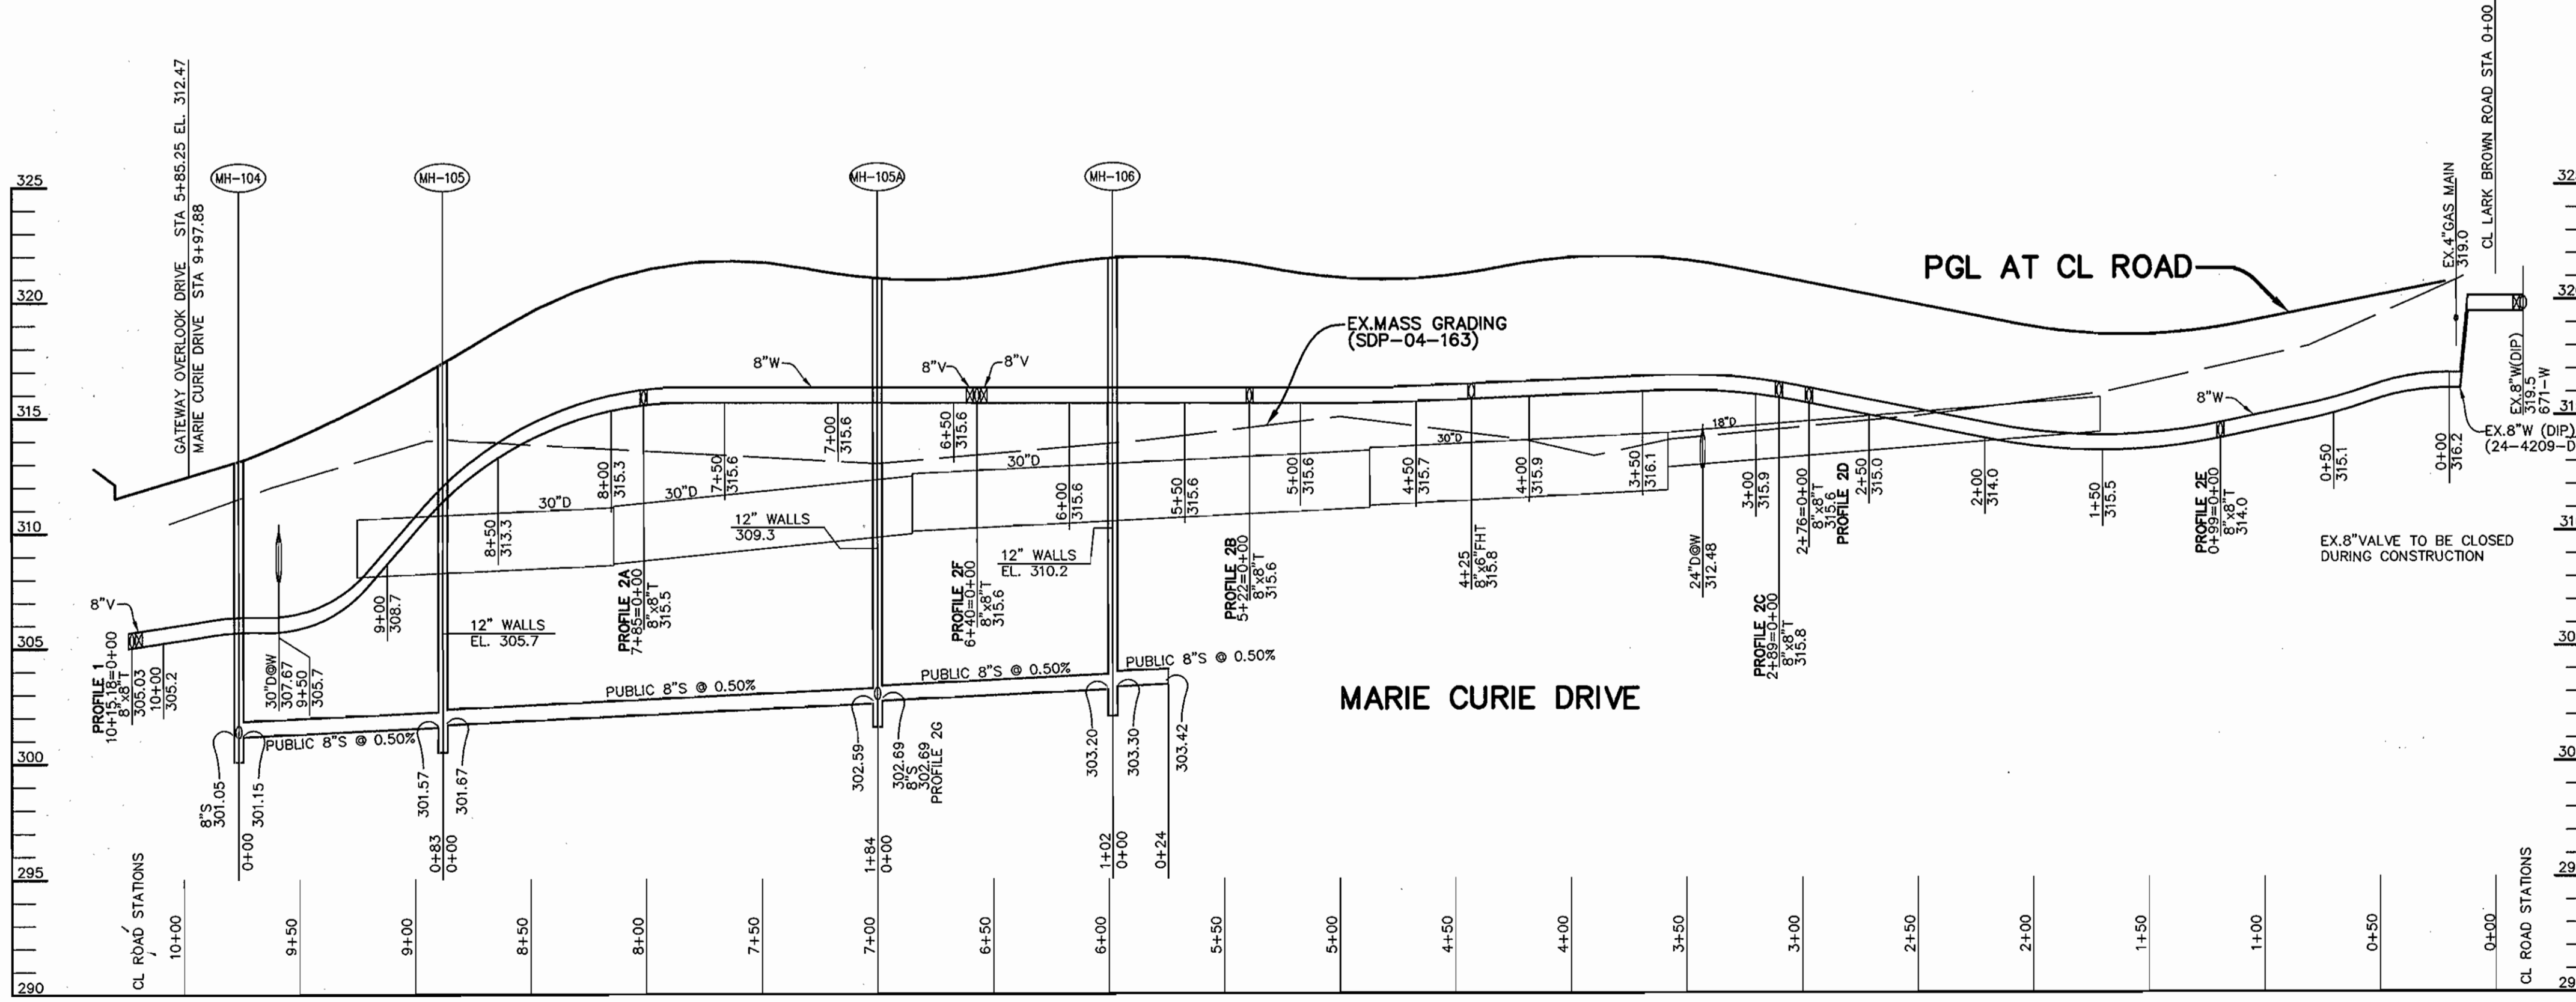 GATEWAY OVERLOOK DRIVE STA 5+85.25 EL. 312.47
MARIE CURIE DRIVE STA 9+97.88
MH-104
MH-105
MH-105A
MH-106
EX.4"GAS MAIN
319.0
CL LARK BROWN ROAD STA 0+00
325
320
315
310
305
300
295
290
PGL AT CL ROAD
EX.MASS GRADING
(SDP-04-163)
8"W
8"V
8"V
8"W
EX.8"W(DIP)
319.5
671-W
EX.8"W (DIP)
(24-4209-D
EX.8"VALVE TO BE CLOSED
DURING CONSTRUCTION
8"V
PROFILE 1
10+15.18=0+00
8"x8"T
305.03
10+00
305.2
30"D@W
307.67
9+50
305.7
9+00
308.7
8+50
313.3
30"D
8+00
315.3
30"D
PROFILE 2A
7+85=0+00
8"x8"T
315.5
7+50
315.6
7+00
315.6
12" WALLS
309.3
6+50
315.6
PROFILE 2F
6+40=0+00
8"x8"T
315.6
30"D
12" WALLS
EL. 310.2
6+00
315.6
5+50
315.6
PROFILE 2B
5+22=0+00
8"x8"T
315.6
5+00
315.6
4+50
315.7
30"D
4+25
8"x6"FHT
315.8
4+00
315.9
3+50
316.1
24"D@W
312.48
18"D
3+00
315.9
PROFILE 2C
2+89=0+00
8"x8"T
315.8
2+76=0+00
8"x8"T
315.6
PROFILE 2D
2+50
315.0
2+00
314.0
1+50
315.5
PROFILE 2E
0+99=0+00
8"x8"T
314.0
0+50
315.1
0+00
316.2
12" WALLS
EL. 305.7
PUBLIC 8"S @ 0.50%
PUBLIC 8"S @ 0.50%
PUBLIC 8"S @ 0.50%
PUBLIC 8"S @ 0.50%
MARIE CURIE DRIVE
8"S
301.05
301.15
301.57
301.67
302.59
302.69
8"S
302.69
PROFILE 2G
303.20
303.30
303.42
0+00
0+83
0+00
1+84
0+00
1+02
0+00
0+24
CL ROAD STATIONS
10+00
9+50
9+00
8+50
8+00
7+50
7+00
6+50
6+00
5+50
5+00
4+50
4+00
3+50
3+00
2+50
2+00
1+50
1+00
0+50
0+00
CL ROAD STATIONS